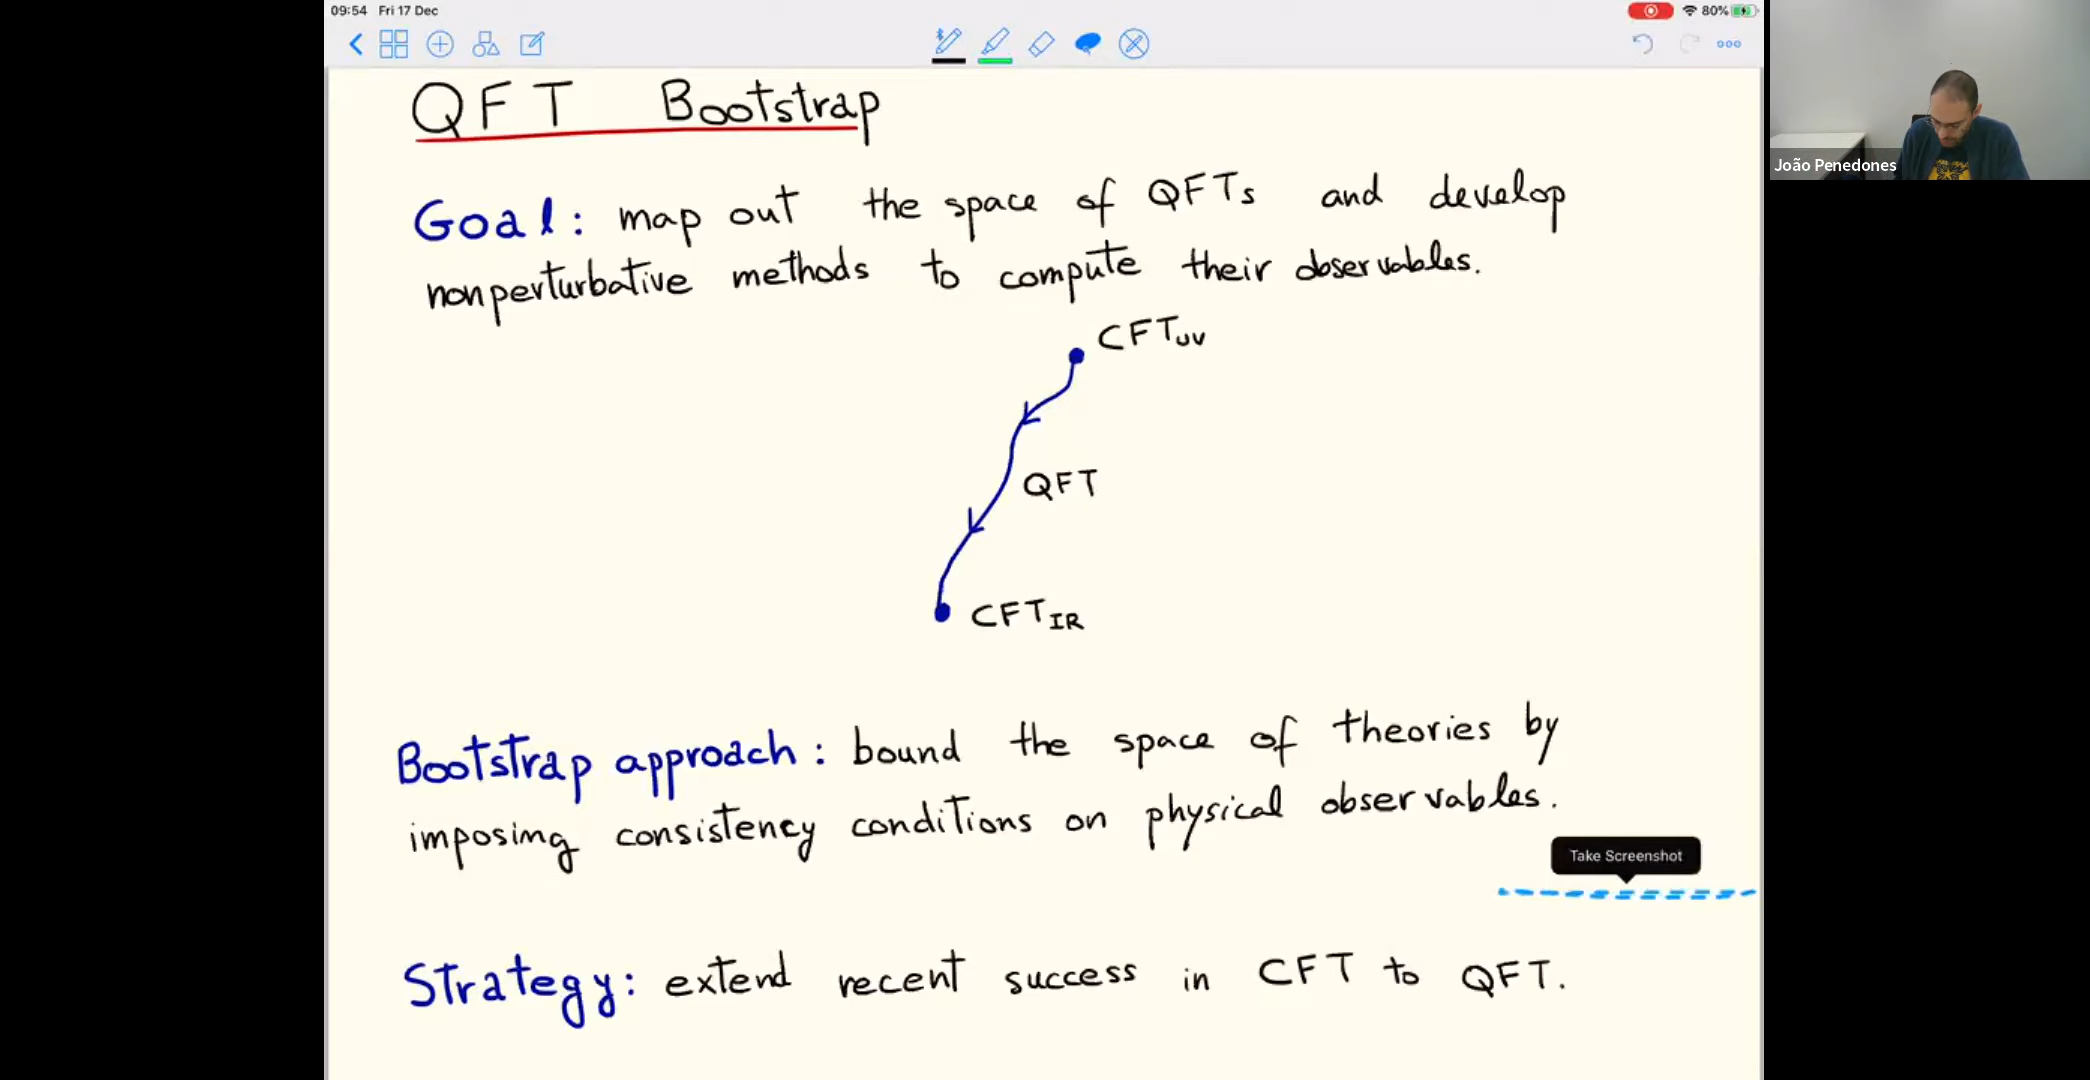 09:54 Fri 17 Dec
80%
QFT Bootstrap
João Penedones
Goal: map out the space of QFTs and develop
nonperturbative methods to compute their observables.
CFT_UV
QFT
CFT_IR
Bootstrap approach: bound the space of theories by
imposing consistency conditions on physical observables.
Take Screenshot
Strategy: extend recent success in CFT to QFT.